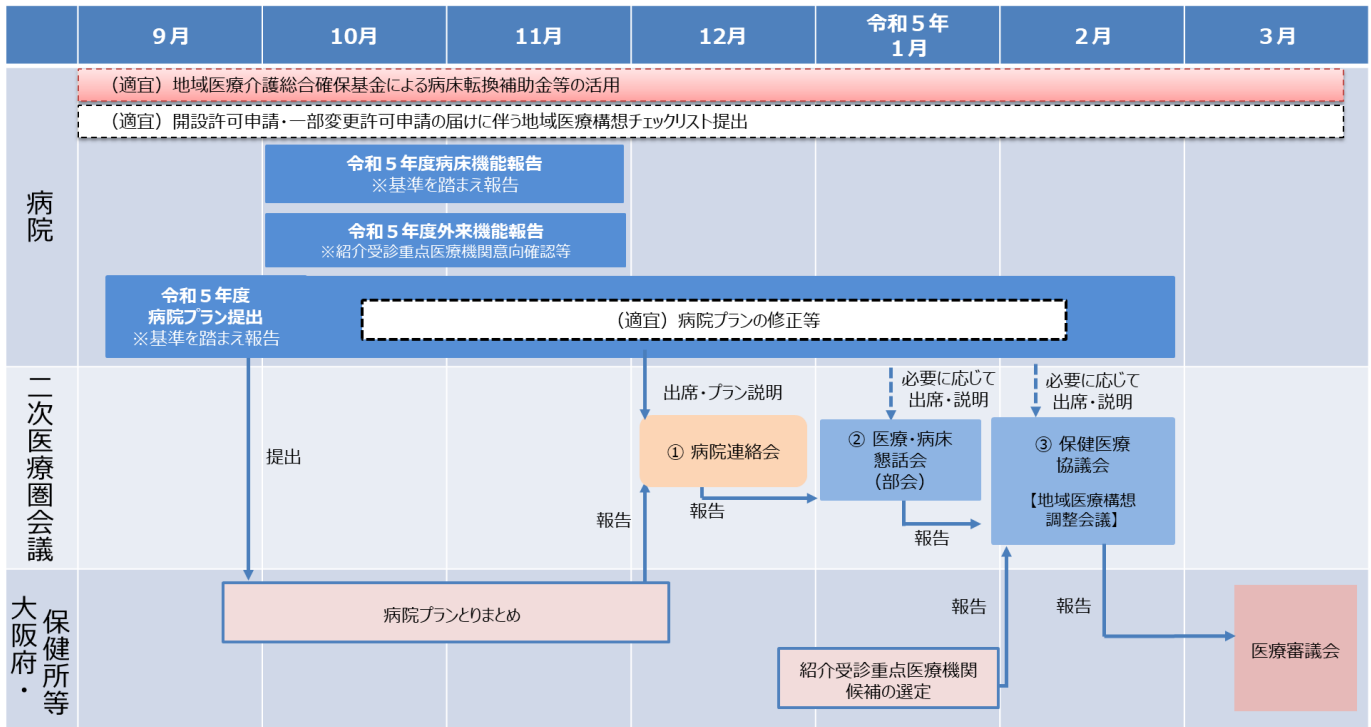 9月
10月
11月
12月
令和5年
1月
2月
3月
病院
(適宜)地域医療介護総合確保基金による病床転換補助金等の活用
(適宜)開設許可申請・一部変更許可申請の届けに伴う地域医療構想チェックリスト提出
令和5年度病床機能報告
※基準を踏まえ報告
令和5年度外来機能報告
※紹介受診重点医療機関意向確認等
令和5年度
病院プラン提出
※基準を踏まえ報告
(適宜)病院プランの修正等
二次医療圏会議
提出
出席・プラン説明
① 病院連絡会
報告
報告
必要に応じて
出席・説明
② 医療・病床
懇話会
(部会)
報告
必要に応じて
出席・説明
③ 保健医療
協議会
【地域医療構想
調整会議】
大阪府・
保健所等
病院プランとりまとめ
紹介受診重点医療機関
候補の選定
報告
報告
医療審議会